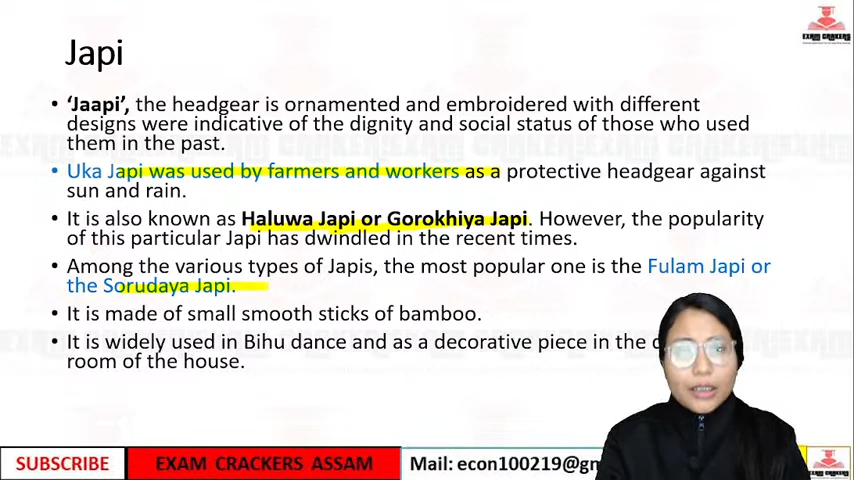 Japi
EXAM CRAKERS
• 'Jaapi', the headgear is ornamented and embroidered with different
designs were indicative of the dignity and social status of those who used
them in the past.
• Uka Japi was used by farmers and workers as a protective headgear against
sun and rain.
• It is also known as Haluwa Japi or Gorokhiya Japi. However, the popularity
of this particular Japi has dwindled in the recent times.
• Among the various types of Japis, the most popular one is the Fulam Japi or
the Sorudaya Japi.
• It is made of small smooth sticks of bamboo.
• It is widely used in Bihu dance and as a decorative piece in the
room of the house.
SUBSCRIBE
EXAM CRACKERS ASSAM
Mail: econ100219@gm